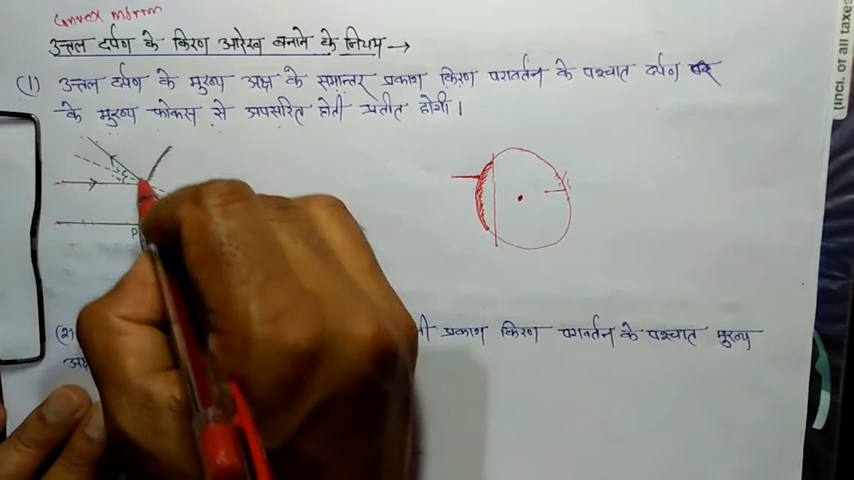 Convex mirror
उत्तल दर्पण के किरण आरेख बनाने के नियम →
(1) उत्तल दर्पण के मुख्य अक्ष के समान्तर प्रकाश किरण परावर्तन के पश्चात दर्पण
के मुख्य फोकस से अपसरित होती प्रतीत होगी ।
P
(2) प्रकाश किरण परावर्तन के पश्चात मुख्य
(incl. of all taxes